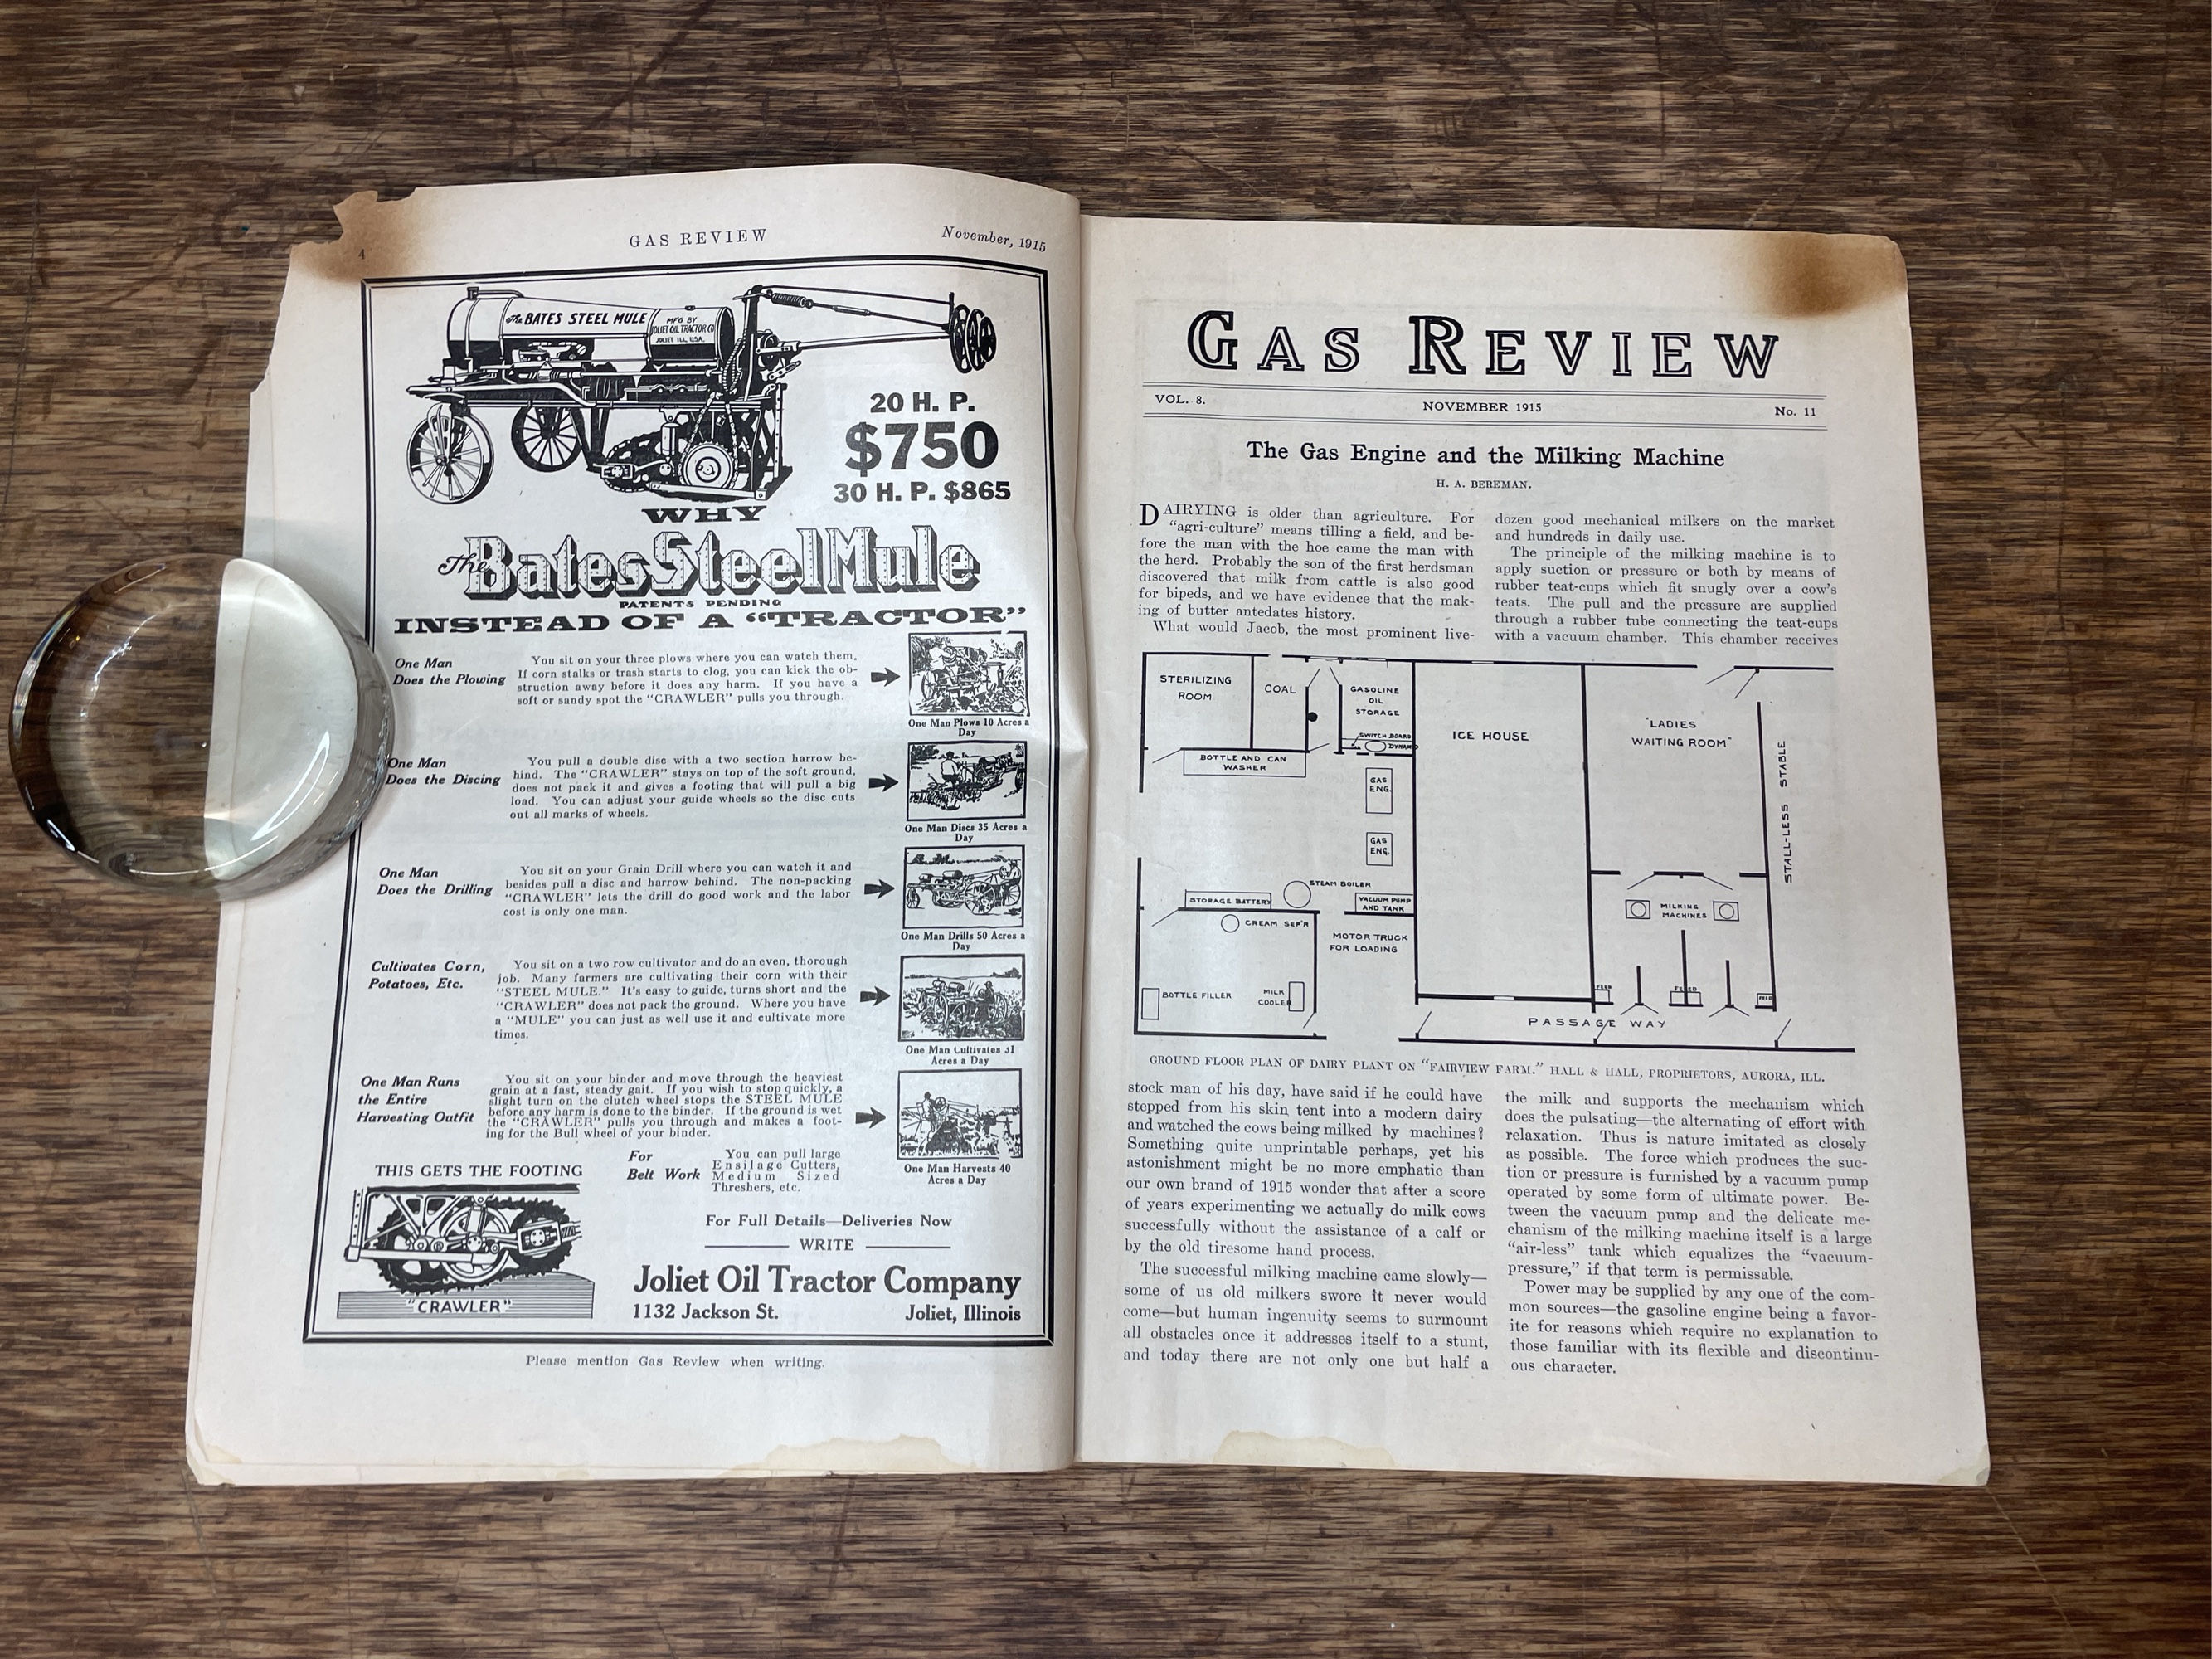 4
GAS REVIEW
November, 1915
The BATES STEEL MULE
MFG BY
JOLIET OIL TRACTOR CO
JOLIET ILL. USA.
20 H. P.
$750
30 H. P. $865
WHY
The Bates Steel Mule
PATENTS PENDING
INSTEAD OF A “TRACTOR”
One Man
Does the Plowing
You sit on your three plows where you can watch them.
If corn stalks or trash starts to clog, you can kick the ob-
struction away before it does any harm. If you have a
soft or sandy spot the “CRAWLER” pulls you through.
One Man Plows 10 Acres a
Day
One Man
Does the Discing
You pull a double disc with a two section harrow be-
hind. The “CRAWLER” stays on top of the soft ground,
does not pack it and gives a footing that will pull a big
load. You can adjust your guide wheels so the disc cuts
out all marks of wheels.
One Man Discs 35 Acres a
Day
One Man
Does the Drilling
You sit on your Grain Drill where you can watch it and
besides pull a disc and harrow behind. The non-packing
“CRAWLER” lets the drill do good work and the labor
cost is only one man.
One Man Drills 50 Acres a
Day
Cultivates Corn,
Potatoes, Etc.
You sit on a two row cultivator and do an even, thorough
job. Many farmers are cultivating their corn with their
“STEEL MULE.” It's easy to guide, turns short and the
“CRAWLER” does not pack the ground. Where you have
a “MULE” you can just as well use it and cultivate more
times.
One Man Cultivates 31
Acres a Day
One Man Runs
the Entire
Harvesting Outfit
You sit on your binder and move through the heaviest
grain at a fast, steady gait. If you wish to stop quickly, a
slight turn on the clutch wheel stops the STEEL MULE
before any harm is done to the binder. If the ground is wet
the “CRAWLER” pulls you through and makes a foot-
ing for the Bull wheel of your binder.
One Man Harvests 40
Acres a Day
For
Belt Work
You can pull large
Ensilage Cutters,
Medium Sized
Threshers, etc.
THIS GETS THE FOOTING
“CRAWLER”
For Full Details—Deliveries Now
WRITE
Joliet Oil Tractor Company
1132 Jackson St. Joliet, Illinois
Please mention Gas Review when writing.
GAS REVIEW
VOL. 8. NOVEMBER 1915 No. 11
The Gas Engine and the Milking Machine
H. A. BEREMAN.
DAIRYING is older than agriculture. For
“agri-culture” means tilling a field, and be-
fore the man with the hoe came the man with
the herd. Probably the son of the first herdsman
discovered that milk from cattle is also good
for bipeds, and we have evidence that the mak-
ing of butter antedates history.
What would Jacob, the most prominent live-
dozen good mechanical milkers on the market
and hundreds in daily use.
The principle of the milking machine is to
apply suction or pressure or both by means of
rubber teat-cups which fit snugly over a cow's
teats. The pull and the pressure are supplied
through a rubber tube connecting the teat-cups
with a vacuum chamber. This chamber receives
STERILIZING
ROOM
COAL
GASOLINE
OIL
STORAGE
SWITCH BOARD
DYNAM
BOTTLE AND CAN
WASHER
GAS
ENG.
GAS
ENG.
ICE HOUSE
"LADIES
WAITING ROOM"
STALL-LESS STABLE
STEAM BOILER
STORAGE BATTERY
VACUUM PUMP
AND TANK
CREAM SEP'R
MOTOR TRUCK
FOR LOADING
MILKING
MACHINES
BOTTLE FILLER
MILK
COOLER
FEED
FEED
FEED
PASSAGE WAY
GROUND FLOOR PLAN OF DAIRY PLANT ON “FAIRVIEW FARM.” HALL & HALL, PROPRIETORS, AURORA, ILL.
stock man of his day, have said if he could have
stepped from his skin tent into a modern dairy
and watched the cows being milked by machines?
Something quite unprintable perhaps, yet his
astonishment might be no more emphatic than
our own brand of 1915 wonder that after a score
of years experimenting we actually do milk cows
successfully without the assistance of a calf or
by the old tiresome hand process.
The successful milking machine came slowly—
some of us old milkers swore it never would
come—but human ingenuity seems to surmount
all obstacles once it addresses itself to a stunt,
and today there are not only one but half a
the milk and supports the mechanism which
does the pulsating—the alternating of effort with
relaxation. Thus is nature imitated as closely
as possible. The force which produces the suc-
tion or pressure is furnished by a vacuum pump
operated by some form of ultimate power. Be-
tween the vacuum pump and the delicate me-
chanism of the milking machine itself is a large
“air-less” tank which equalizes the “vacuum-
pressure,” if that term is permissable.
Power may be supplied by any one of the com-
mon sources—the gasoline engine being a favor-
ite for reasons which require no explanation to
those familiar with its flexible and discontinu-
ous character.